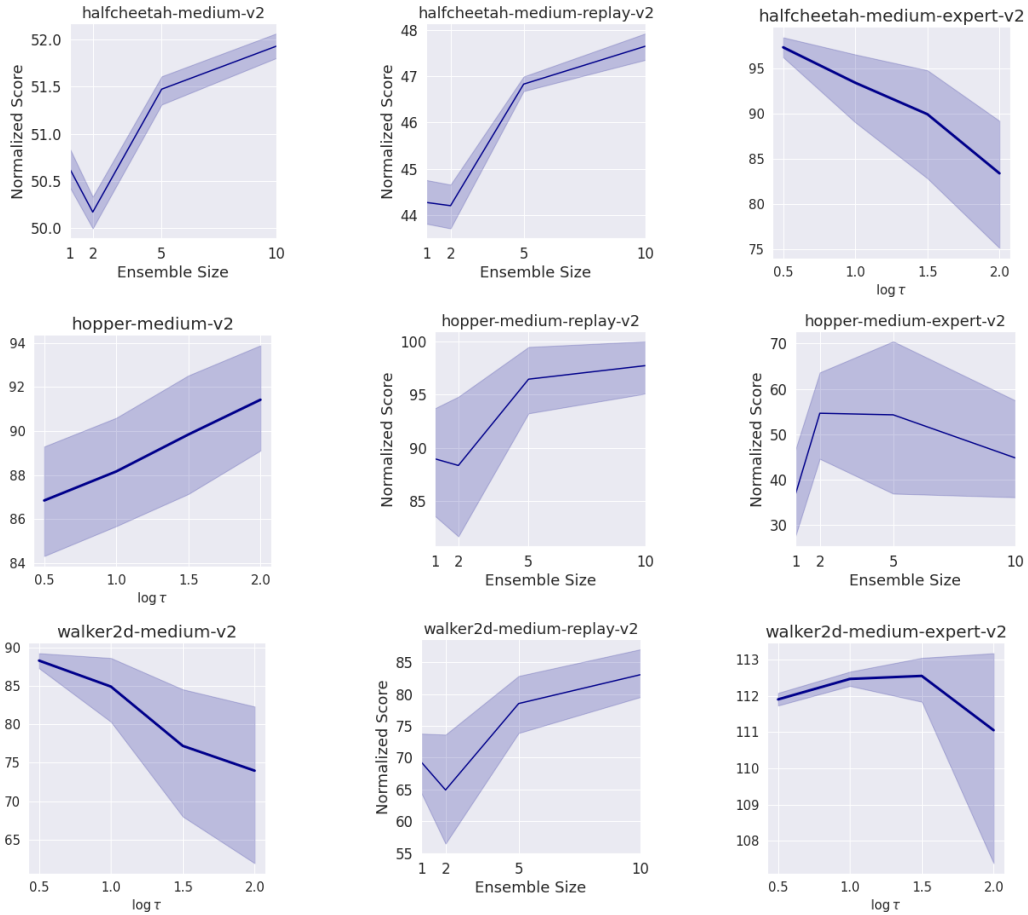 halfcheetah-medium-v2
52.0
51.5
51.0
50.5
50.0
Normalized Score
1 2 5 10
Ensemble Size
halfcheetah-medium-replay-v2
48
47
46
45
44
Normalized Score
1 2 5 10
Ensemble Size
halfcheetah-medium-expert-v2
95
90
85
80
75
0.5 1.0 1.5 2.0
log τ
hopper-medium-v2
94
92
90
88
86
84
0.5 1.0 1.5 2.0
log τ
hopper-medium-replay-v2
100
95
90
85
Normalized Score
1 2 5 10
Ensemble Size
hopper-medium-expert-v2
70
60
50
40
30
Normalized Score
1 2 5 10
Ensemble Size
walker2d-medium-v2
90
85
80
75
70
65
0.5 1.0 1.5 2.0
log τ
walker2d-medium-replay-v2
85
80
75
70
65
60
55
Normalized Score
1 2 5 10
Ensemble Size
walker2d-medium-expert-v2
113
112
111
110
109
108
0.5 1.0 1.5 2.0
log τ